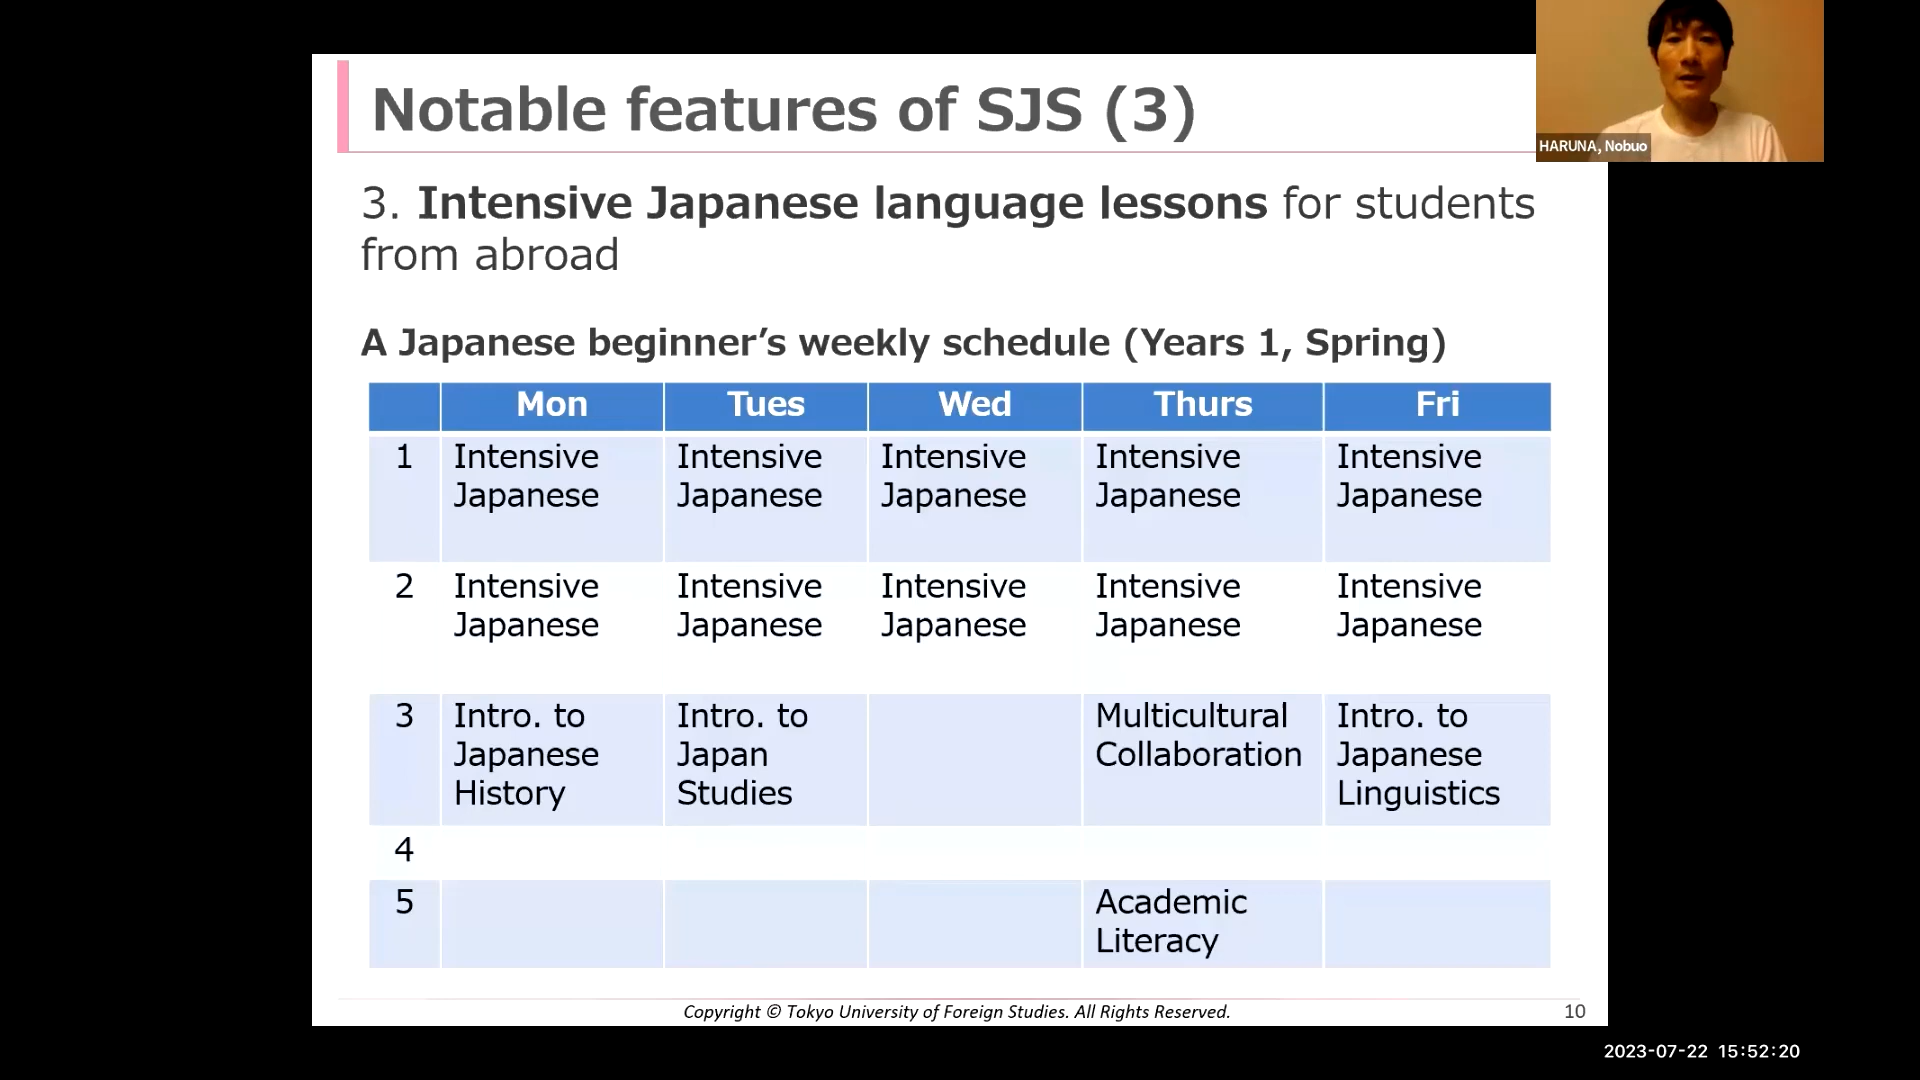 Notable features of SJS (3)
HARUNA, Nobuo
3. Intensive Japanese language lessons for students
from abroad
A Japanese beginner’s weekly schedule (Years 1, Spring)
Mon Tues Wed Thurs Fri
1 Intensive Intensive Intensive Intensive Intensive
Japanese Japanese Japanese Japanese Japanese
2 Intensive Intensive Intensive Intensive Intensive
Japanese Japanese Japanese Japanese Japanese
3 Intro. to Intro. to Multicultural Intro. to
Japanese Japan Collaboration Japanese
History Studies Linguistics
4
5 Academic
Literacy
Copyright © Tokyo University of Foreign Studies. All Rights Reserved. 10
2023-07-22 15:52:20